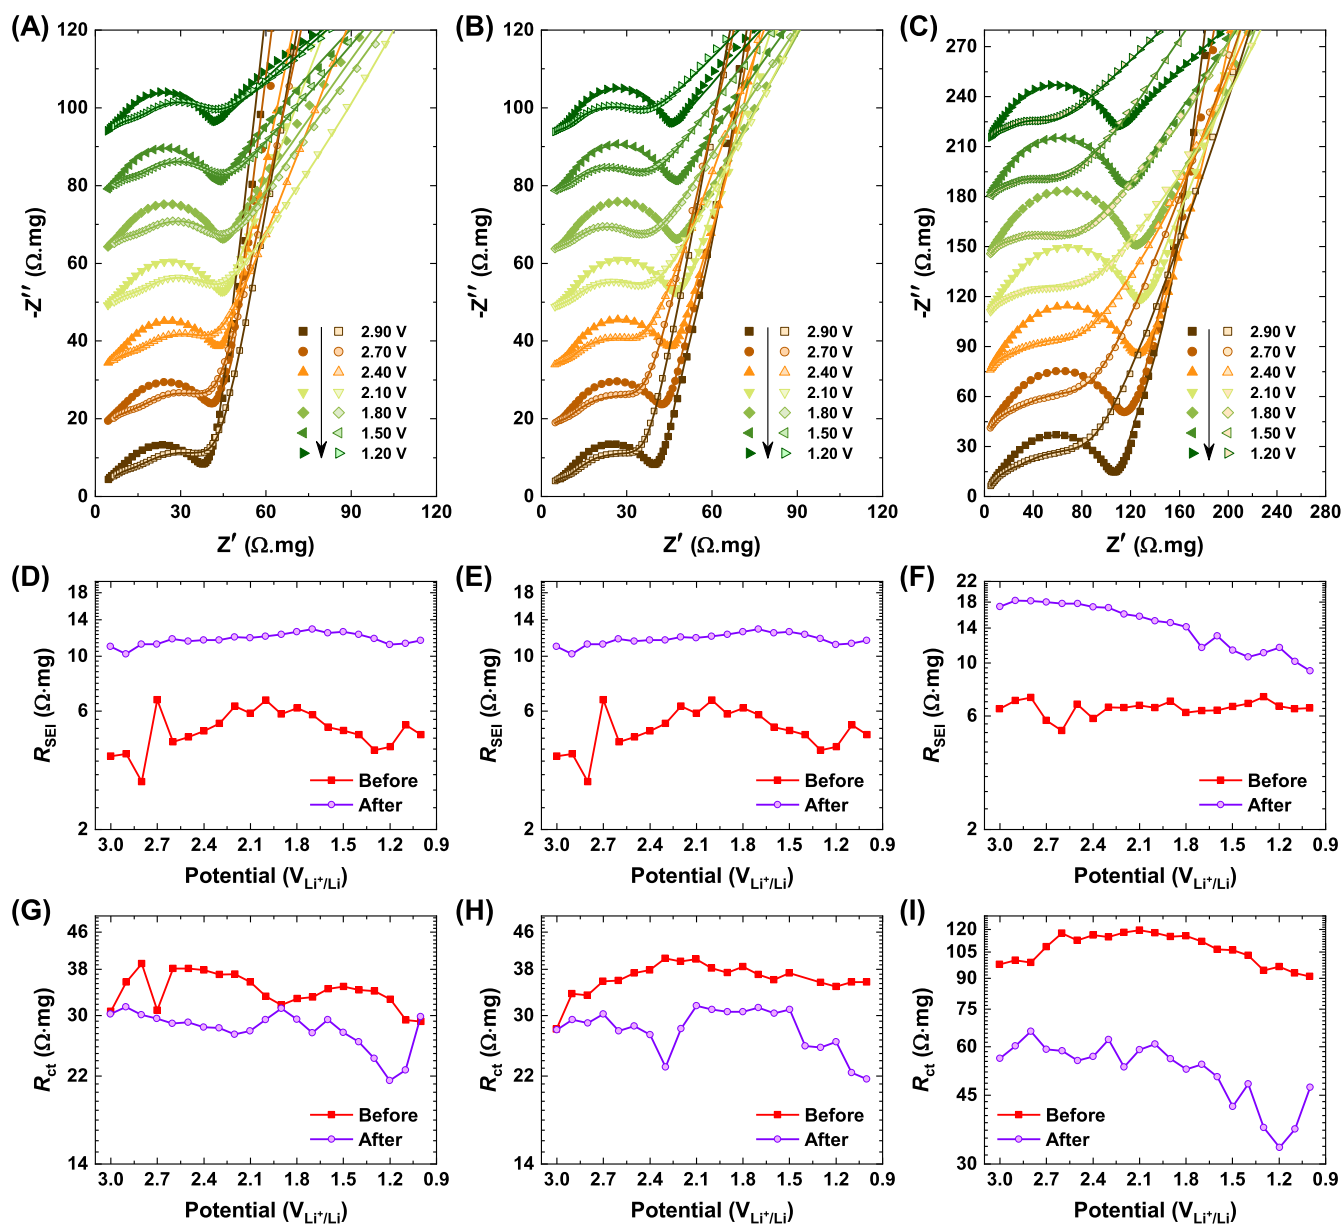 (A)
120
100
80
60
40
20
0
-Z″ (Ω.mg)
2.90 V
2.70 V
2.40 V
2.10 V
1.80 V
1.50 V
1.20 V
0 30 60 90 120
Z′ (Ω.mg)
(B)
120
100
80
60
40
20
0
-Z″ (Ω.mg)
2.90 V
2.70 V
2.40 V
2.10 V
1.80 V
1.50 V
1.20 V
0 30 60 90 120
Z′ (Ω.mg)
(C)
270
240
210
180
150
120
90
60
30
0
-Z″ (Ω.mg)
2.90 V
2.70 V
2.40 V
2.10 V
1.80 V
1.50 V
1.20 V
0 40 80 120 160 200 240 280
Z′ (Ω.mg)
(D)
18
14
10
6
2
R_SEI (Ω·mg)
Before
After
3.0 2.7 2.4 2.1 1.8 1.5 1.2 0.9
Potential (V_Li⁺/Li)
(E)
18
14
10
6
2
R_SEI (Ω·mg)
Before
After
3.0 2.7 2.4 2.1 1.8 1.5 1.2 0.9
Potential (V_Li⁺/Li)
(F)
22
18
14
10
6
2
R_SEI (Ω·mg)
Before
After
3.0 2.7 2.4 2.1 1.8 1.5 1.2 0.9
Potential (V_Li⁺/Li)
(G)
46
38
30
22
14
R_ct (Ω·mg)
Before
After
3.0 2.7 2.4 2.1 1.8 1.5 1.2 0.9
Potential (V_Li⁺/Li)
(H)
46
38
30
22
14
R_ct (Ω·mg)
Before
After
3.0 2.7 2.4 2.1 1.8 1.5 1.2 0.9
Potential (V_Li⁺/Li)
(I)
120
105
90
75
60
45
30
R_ct (Ω·mg)
Before
After
3.0 2.7 2.4 2.1 1.8 1.5 1.2 0.9
Potential (V_Li⁺/Li)